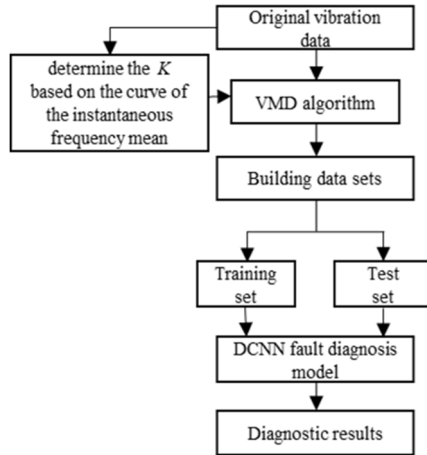 Original vibration
data
determine the K
based on the curve of
the instantaneous
frequency mean
VMD algorithm
Building data sets
Training
set
Test
set
DCNN fault diagnosis
model
Diagnostic results